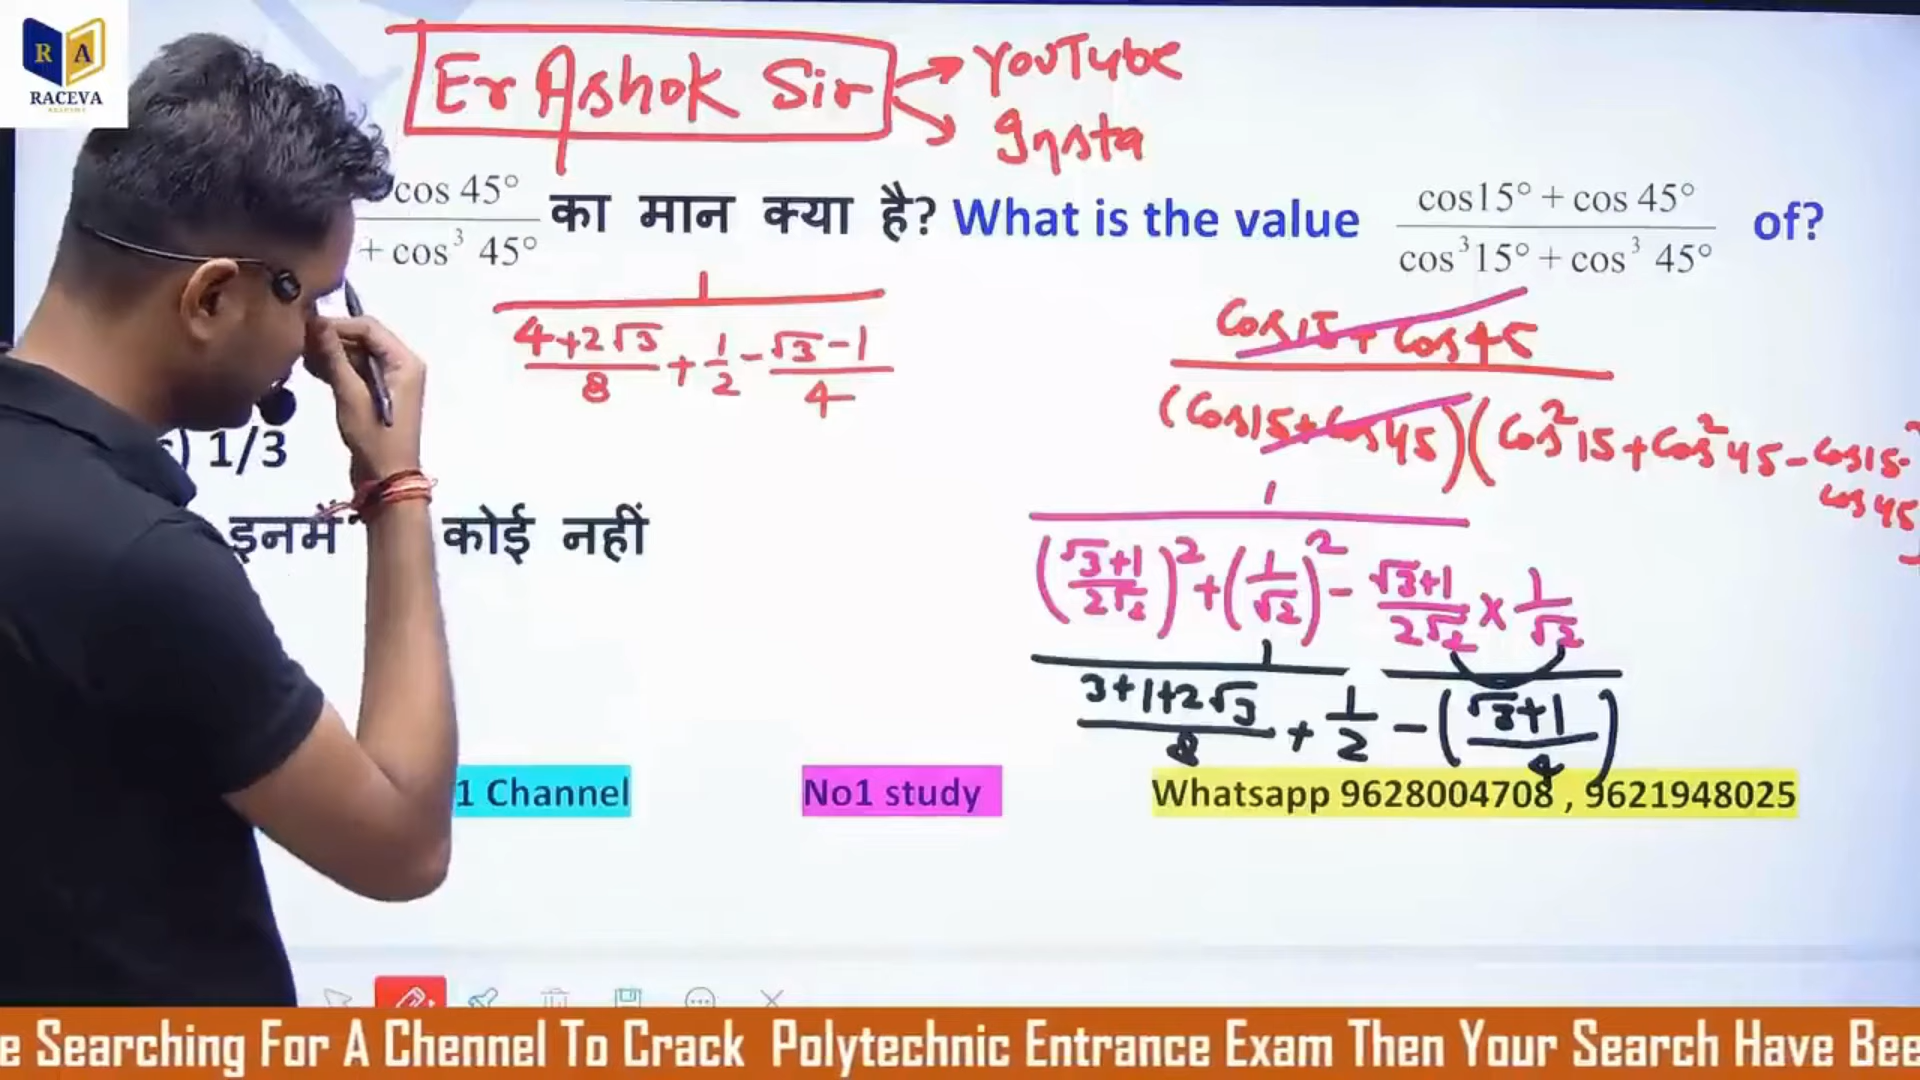 R A
RACEVA
Er Ashok Sir
YouTube
Insta
cos 45°
+ cos³ 45°
का मान क्या है? What is the value
cos15° + cos 45°
cos³15° + cos³ 45°
of?
1
4+2√3 / 8 + 1/2 - √3-1 / 4
Cos15 + Cos45
(Cos15+Cos45)(Cos²15+Cos²45-Cos15·
cos45)
) 1/3
इनमें
कोई नहीं
1
(√3+1 / 2√2)² + (1/√2)² - √3+1 / 2√2 × 1/√2
1
3+1+2√3 / 8 + 1/2 - (√3+1 / 4)
1 Channel
No1 study
Whatsapp 9628004708 , 9621948025
e Searching For A Chennel To Crack Polytechnic Entrance Exam Then Your Search Have Bee